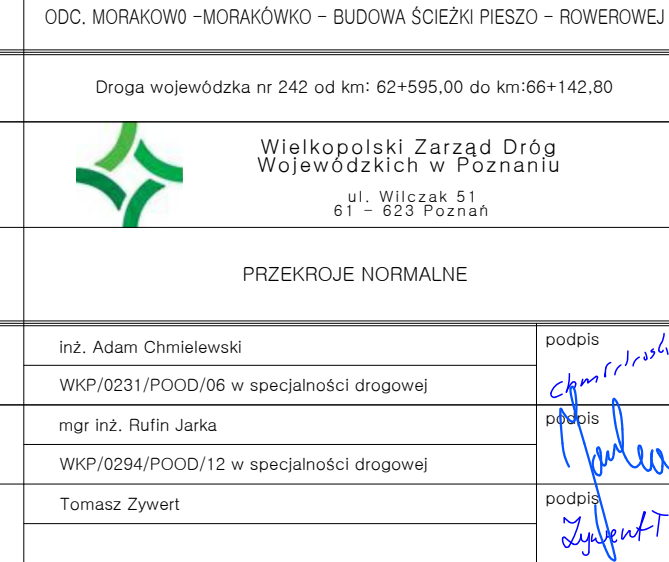 ODC. MORAKOW0 -MORAKÓWKO - BUDOWA ŚCIEŻKI PIESZO - ROWEROWEJ
Droga wojewódzka nr 242 od km: 62+595,00 do km:66+142,80
Wielkopolski Zarząd Dróg
Wojewódzkich w Poznaniu
ul. Wilczak 51
61 - 623 Poznań
PRZEKROJE NORMALNE
inż. Adam Chmielewski
podpis
WKP/0231/POOD/06 w specjalności drogowej
mgr inż. Rufin Jarka
podpis
WKP/0294/POOD/12 w specjalności drogowej
Tomasz Zywert
podpis
Zywert T